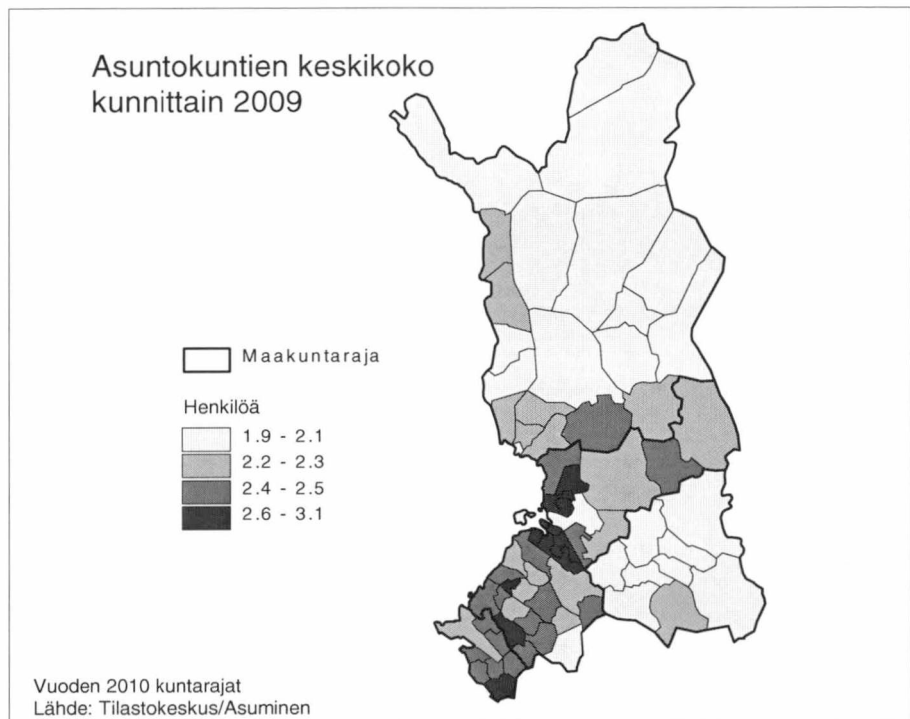 Asuntokuntien keskikoko
kunnittain 2009
Maakuntaraja
Henkilöä
1.9 - 2.1
2.2 - 2.3
2.4 - 2.5
2.6 - 3.1
Vuoden 2010 kuntarajat
Lähde: Tilastokeskus/Asuminen